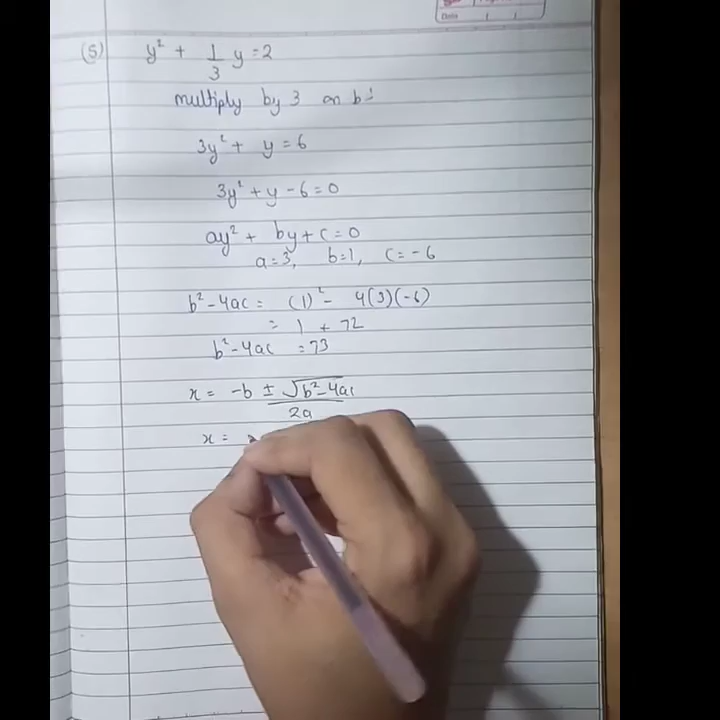 Date
(5) y² + 1/3 y = 2
multiply by 3 on b
3y² + y = 6
3y² + y - 6 = 0
ay² + by + c = 0
a = 3, b = 1, c = - 6
b² - 4ac = (1)² - 4(3)(-6)
= 1 + 72
b² - 4ac = 73
x = -b ± √b² - 4ac / 2a
x =